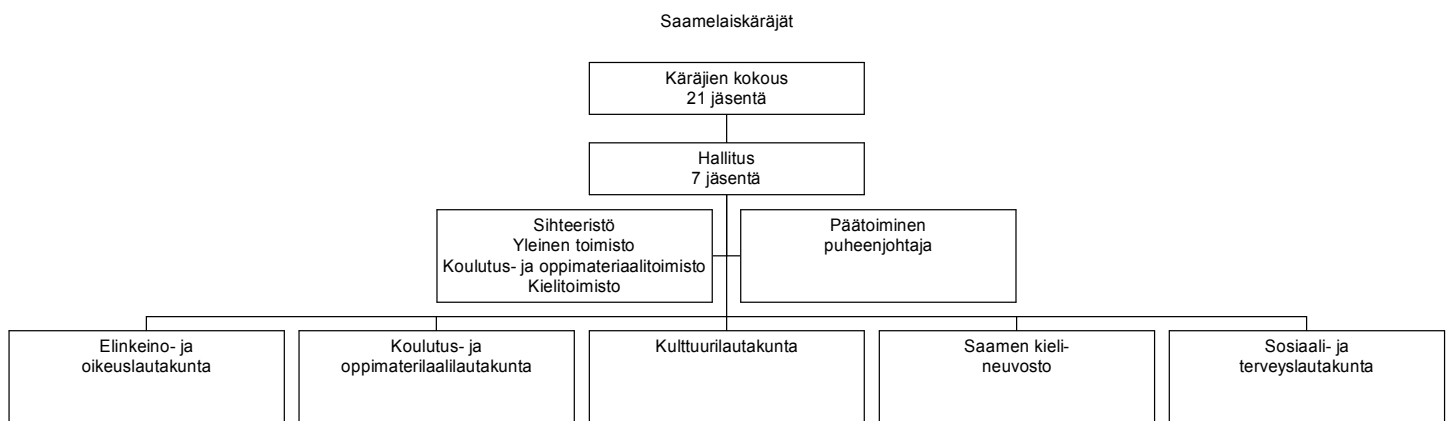 Saamelaiskäräjät
Käräjien kokous
21 jäsentä
Hallitus
7 jäsentä
Sihteeristö
Yleinen toimisto
Koulutus- ja oppimateriaalitoimisto
Kielitoimisto
Päätoiminen
puheenjohtaja
Elinkeino- ja
oikeuslautakunta
Koulutus- ja
oppimaterilaalilautakunta
Kulttuurilautakunta
Saamen kieli-
neuvosto
Sosiaali- ja
terveyslautakunta